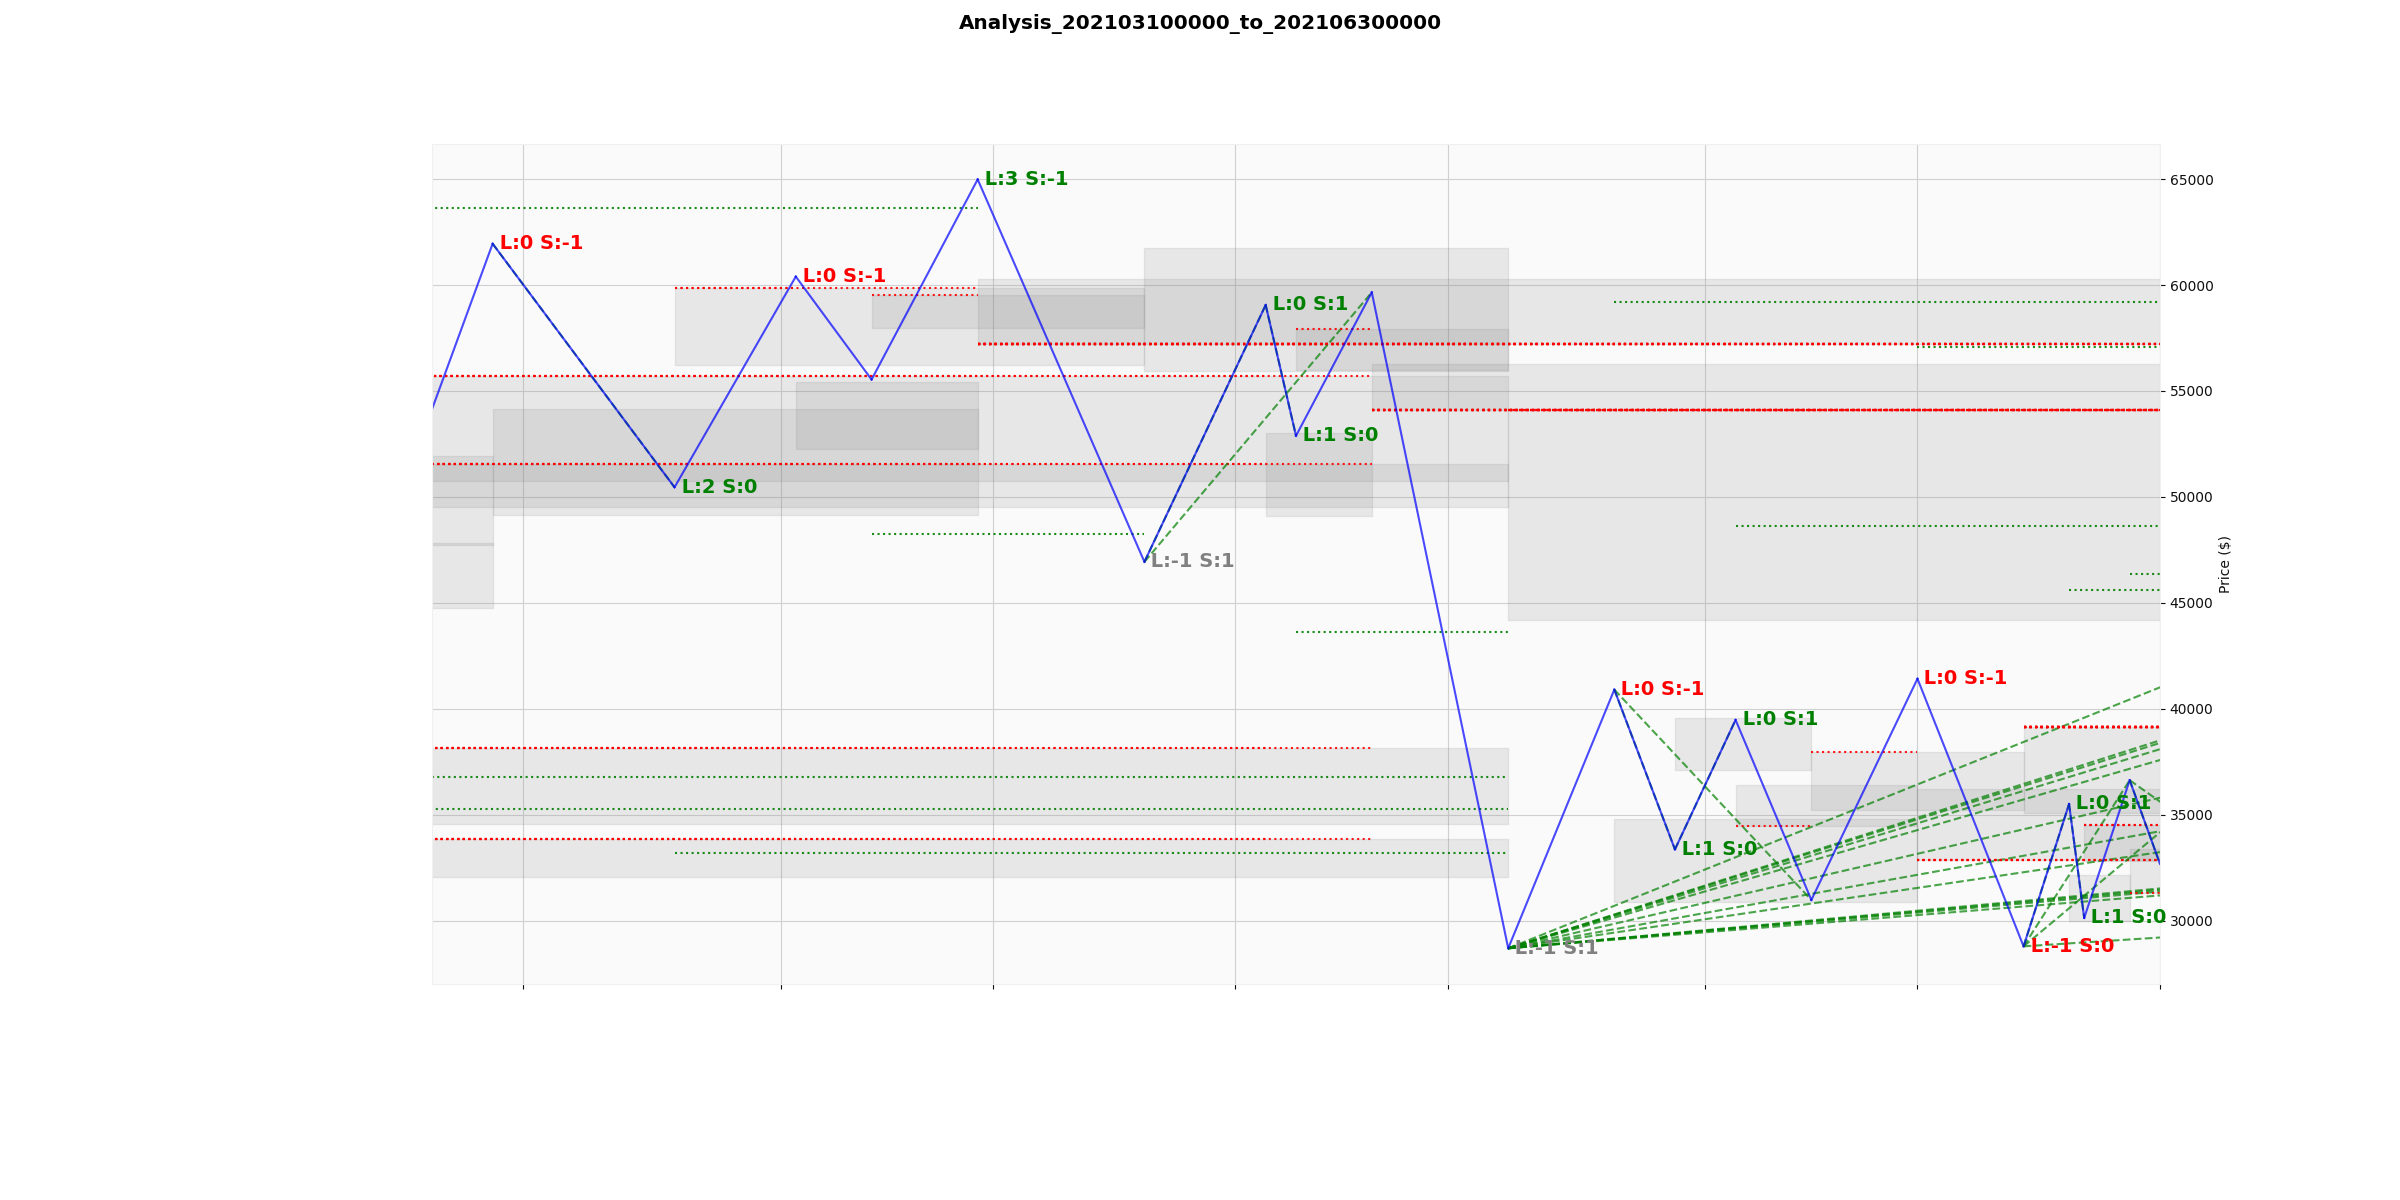 Analysis_202103100000_to_202106300000
L:3 S:-1
65000
L:0 S:-1
L:0 S:-1
60000
L:0 S:1
55000
L:1 S:0
L:2 S:0
50000
L:-1 S:1
Price ($)
45000
L:0 S:-1
L:0 S:-1
40000
L:0 S:1
L:0 S:1
35000
L:1 S:0
L:1 S:0
30000
L:-1 S:1
L:-1 S:0